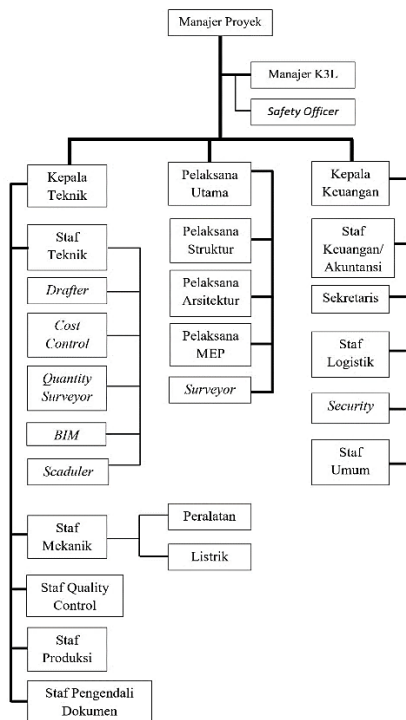 Manajer Proyek
Manajer K3L
Safety Officer
Kepala
Teknik
Staf
Teknik
Drafter
Cost
Control
Quantity
Surveyor
BIM
Scaduler
Staf
Mekanik
Peralatan
Listrik
Staf Quality
Control
Staf
Produksi
Staf Pengendali
Dokumen
Pelaksana
Utama
Pelaksana
Struktur
Pelaksana
Arsitektur
Pelaksana
MEP
Surveyor
Kepala
Keuangan
Staf
Keuangan/
Akuntansi
Sekretaris
Staf
Logistik
Security
Staf
Umum